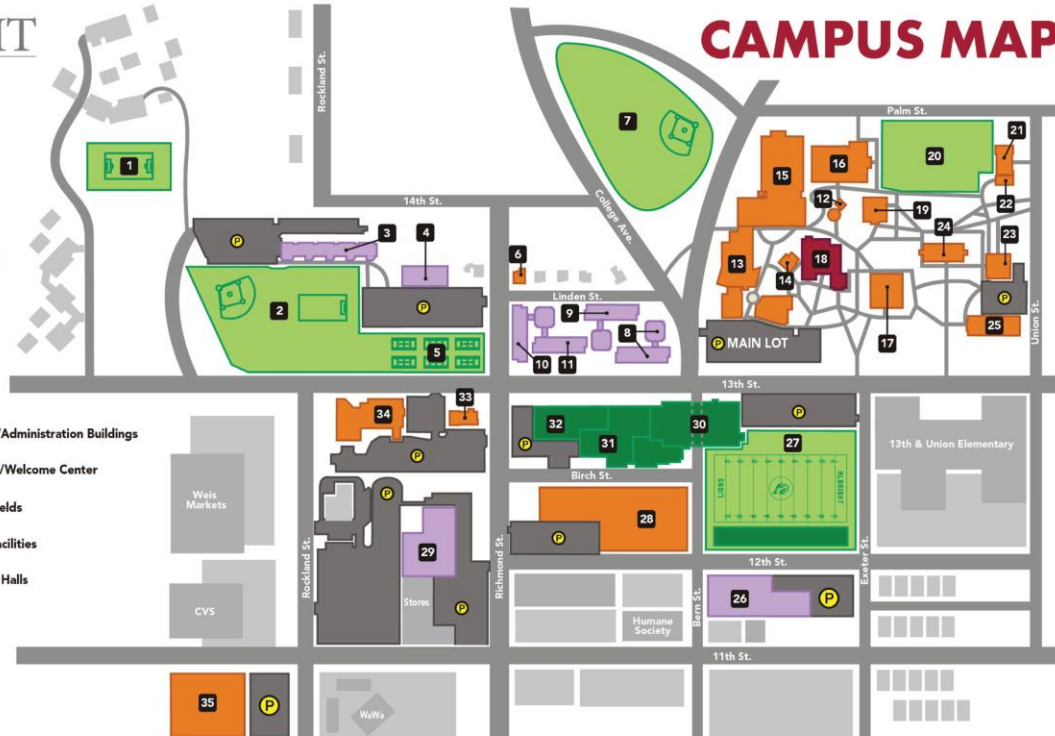 IT
CAMPUS MAP
Rockland St.
7
Palm St.
1
20
21
15
16
12
14th St.
19
22
College Ave.
P
3
4
6
24
23
13
14
18
Linden St.
2
9
8
P
P
17
25
Union St.
5
10
11
P MAIN LOT
13th St.
33
34
32
30
P
27
31
13th & Union Elementary
/Administration Buildings
P
P
/Welcome Center
Birch St.
Weis
Markets
ALBRIGHT
P
elds
28
P
29
cilities
Rockland St.
Richmond St.
12th St.
Exeter St.
Halls
26
P
CVS
Stores
P
Bern St.
Humane
Society
11th St.
35
P
WaWa